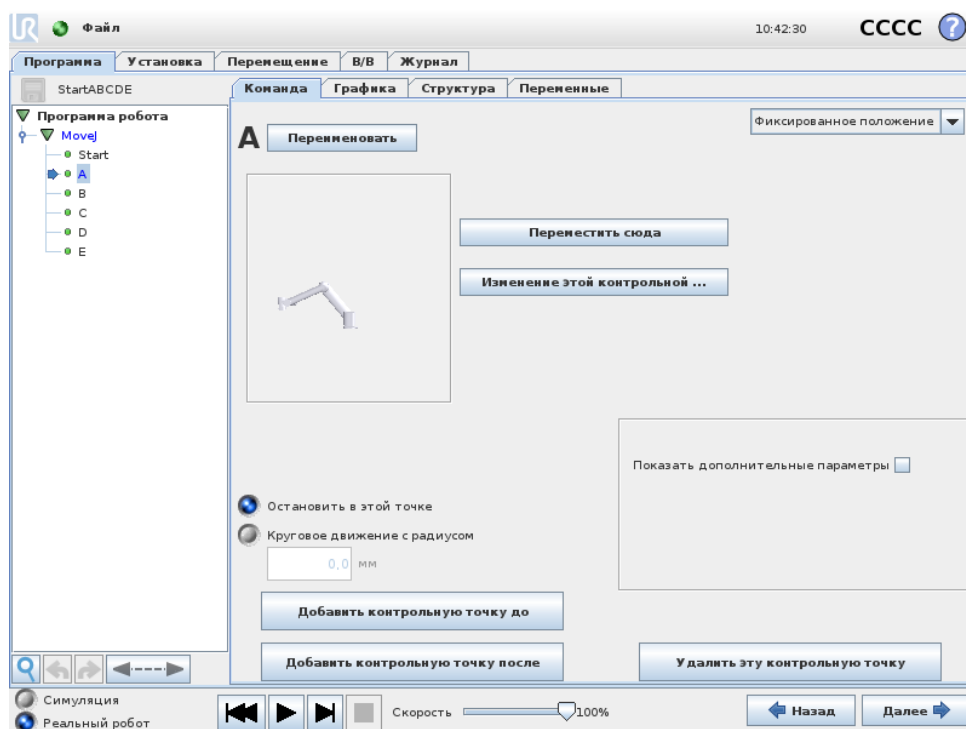 UR Файл 10:42:30 CCCC ?
Программа Установка Перемещение В/В Журнал
StartABCDE
Команда Графика Структура Переменные
Программа робота
MoveJ
Start
A
B
C
D
E
A Переименовать
Фиксированное положение
Переместить сюда
Изменение этой контрольной ...
Показать дополнительные параметры
Остановить в этой точке
Круговое движение с радиусом
0,0 мм
Добавить контрольную точку до
Добавить контрольную точку после
Удалить эту контрольную точку
Симуляция
Реальный робот
Скорость 100%
Назад Далее